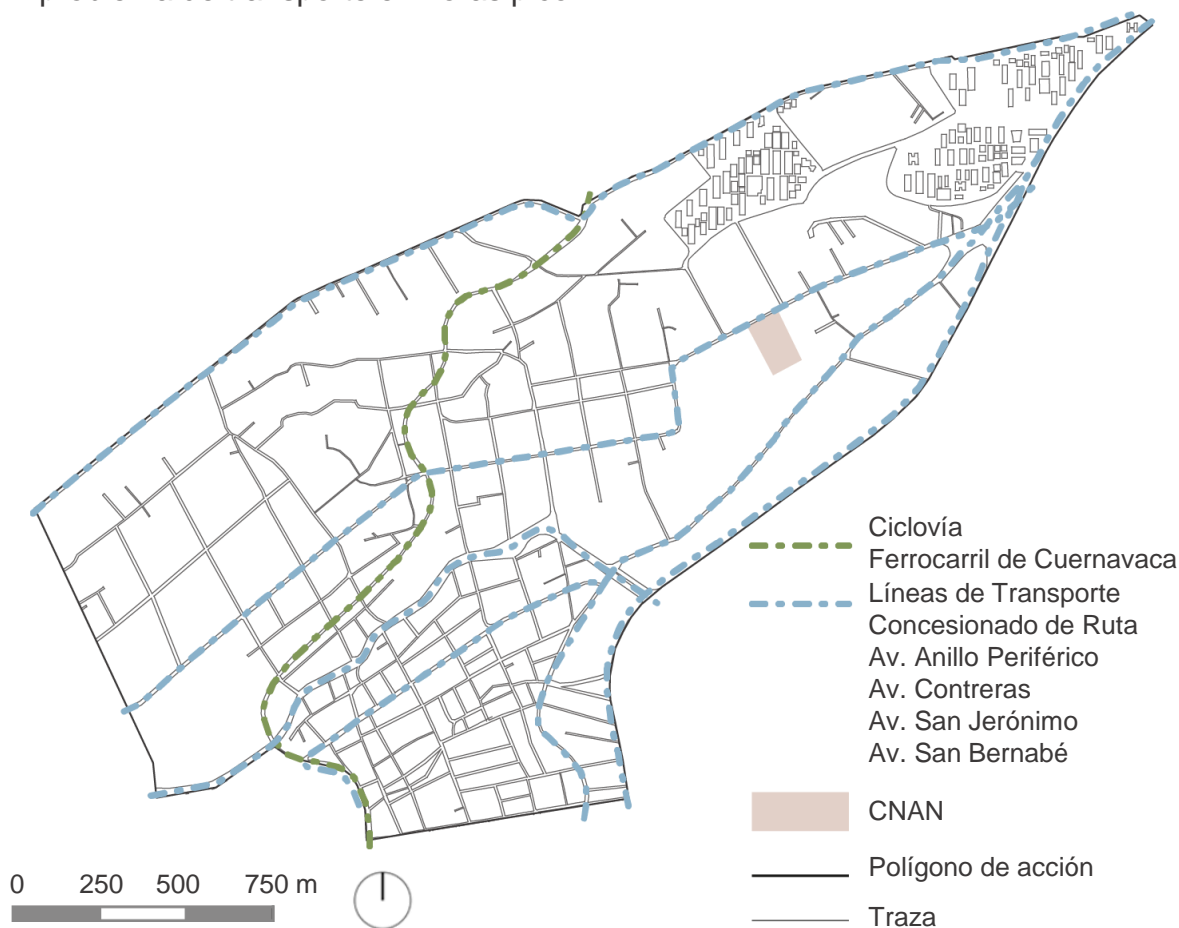 Ciclovía
Ferrocarril de Cuernavaca
Líneas de Transporte
Concesionado de Ruta
Av. Anillo Periférico
Av. Contreras
Av. San Jerónimo
Av. San Bernabé
CNAN
Polígono de acción
Traza
0 250 500 750 m